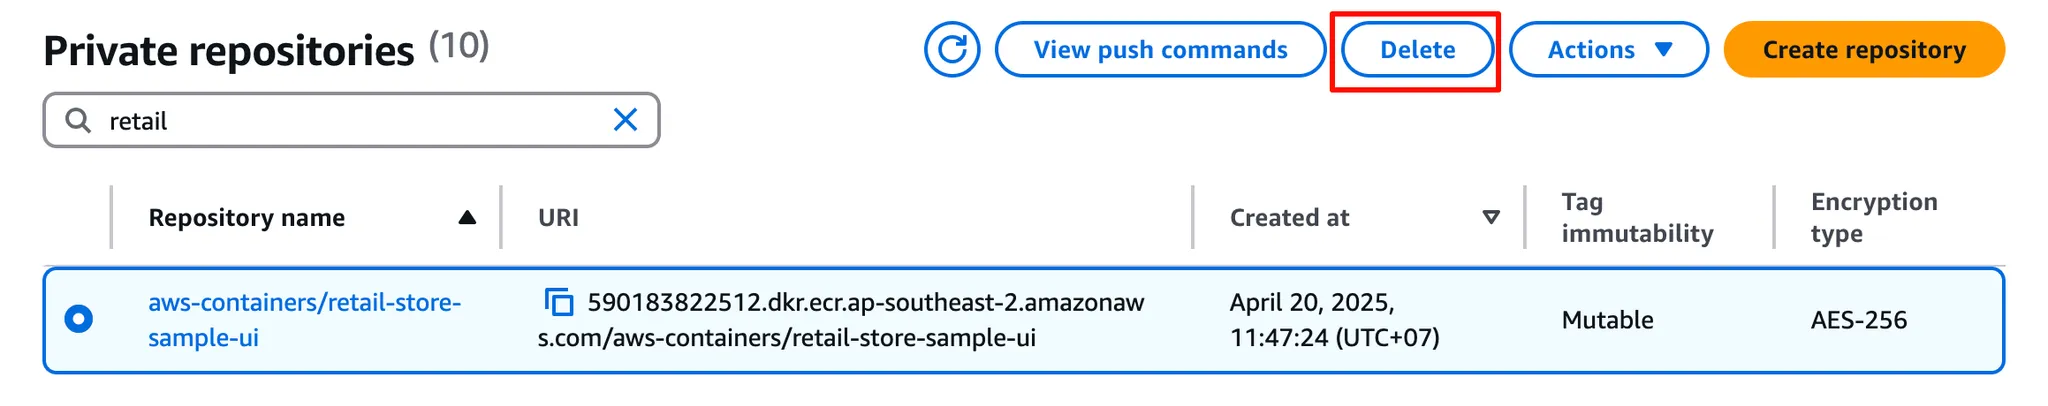 Private repositories (10)
View push commands
Delete
Actions
Create repository
retail
Repository name
URI
Created at
Tag
immutability
Encryption
type
aws-containers/retail-store-
sample-ui
590183822512.dkr.ecr.ap-southeast-2.amazonaw
s.com/aws-containers/retail-store-sample-ui
April 20, 2025,
11:47:24 (UTC+07)
Mutable
AES-256